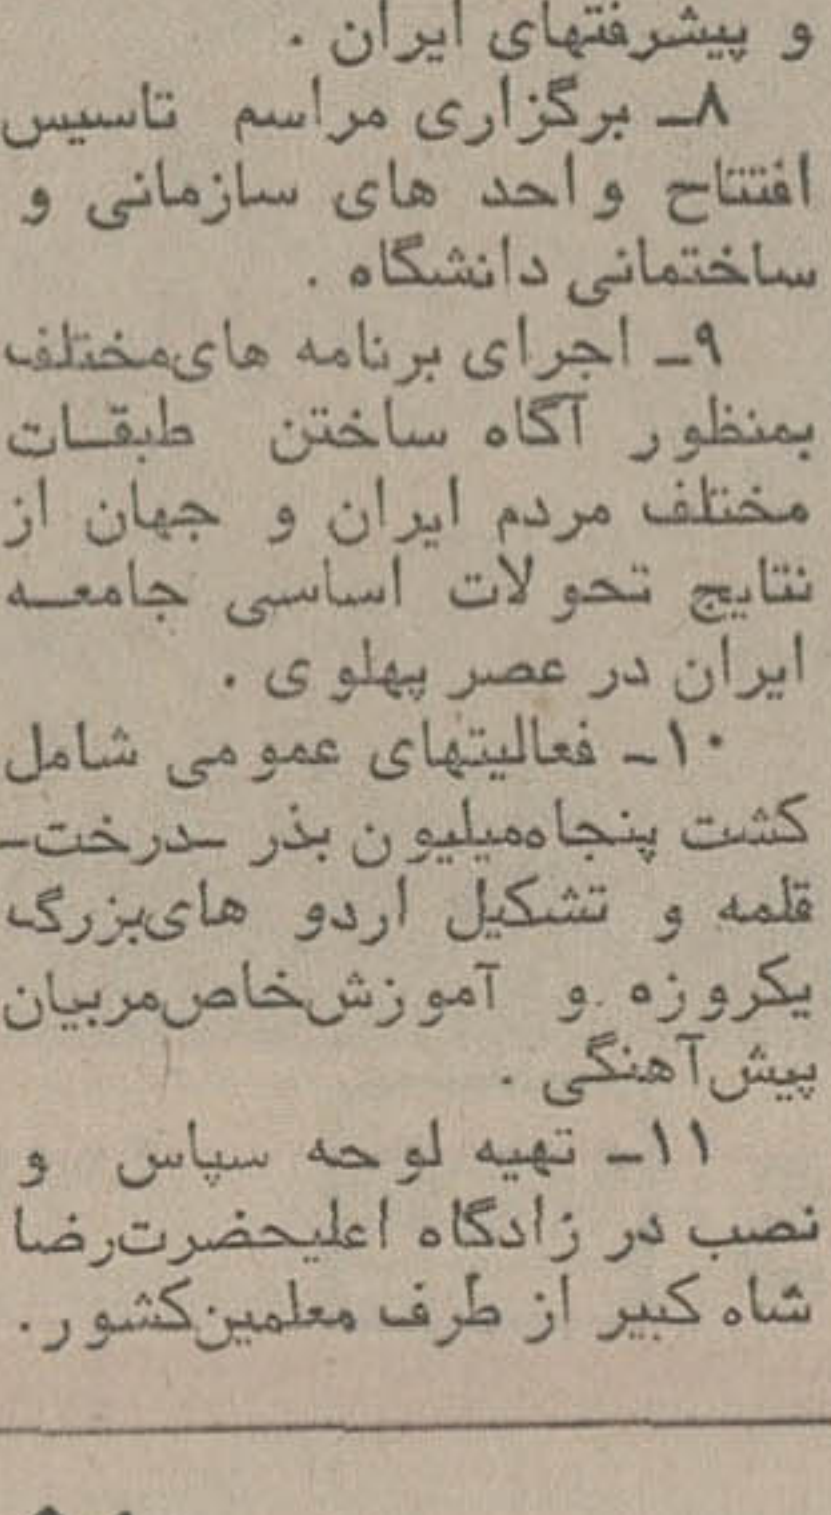 و پیشرفتهای ایران .
۸ـ برگزاری مراسم تاسیس
افتتاح واحد های سازمانی و
ساختمانی دانشگاه .
۹ـ اجرای برنامه های‌مختلف
بمنظور آگاه ساختن طبقـات
مختلف مردم ایران و جهان از
نتایج تحولات اساسی جامعـه
ایران در عصر پهلوی .
۱۰ـ فعالیتهای عمومی شامل
کشت پنجاه‌میلیون بذر ـدرخت‌ـ
قلمه و تشکیل اردو های‌بزرگ
یکروزه و آموزش‌خاص‌مربیان
پیش‌آهنگی .
۱۱ـ تهیه لوحه سپاس و
نصب در زادگاه اعلیحضرت‌رضا
شاه کبیر از طرف معلمین‌کشور.